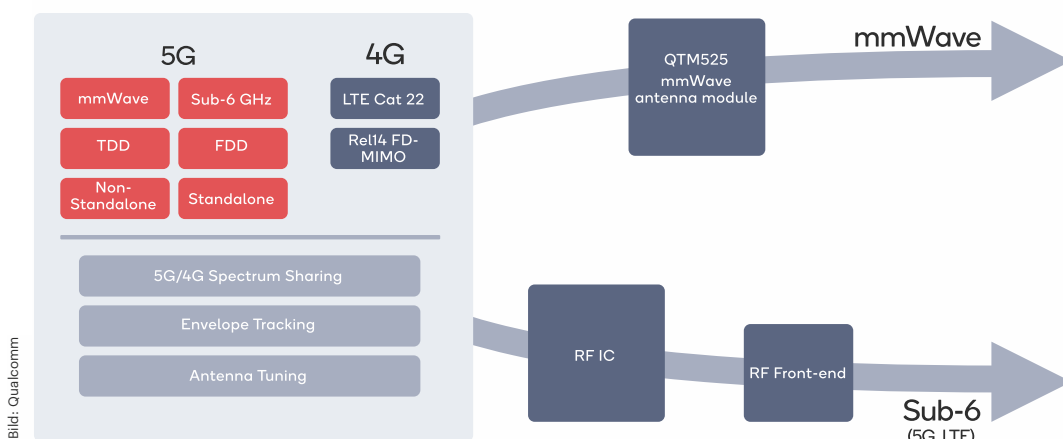 5G
4G
mmWave
Sub-6 GHz
LTE Cat 22
TDD
FDD
Rel14 FD-
MIMO
Non-
Standalone
Standalone
5G/4G Spectrum Sharing
Envelope Tracking
Antenna Tuning
QTM525
mmWave
antenna module
mmWave
RF IC
RF Front-end
Sub-6
(5G, LTE)
Bild: Qualcomm